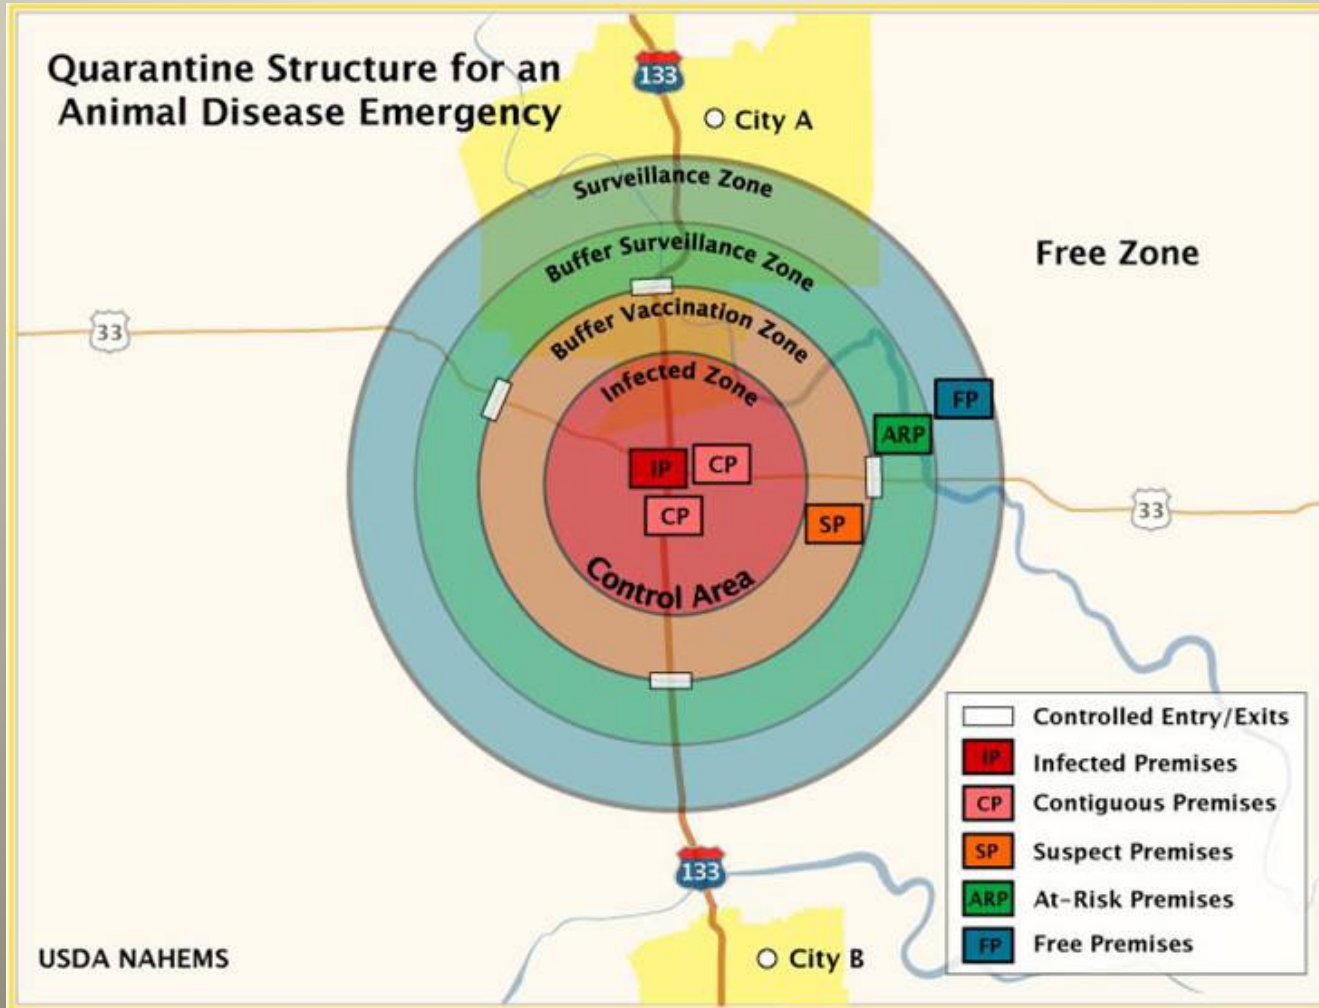 Quarantine Structure for an
Animal Disease Emergency
133
City A
Surveillance Zone
Buffer Surveillance Zone
Free Zone
Buffer Vaccination Zone
33
Infected Zone
FP
ARP
IP
CP
CP
SP
33
Control Area
133
Controlled Entry/Exits
IP Infected Premises
CP Contiguous Premises
SP Suspect Premises
ARP At-Risk Premises
FP Free Premises
USDA NAHEMS
City B